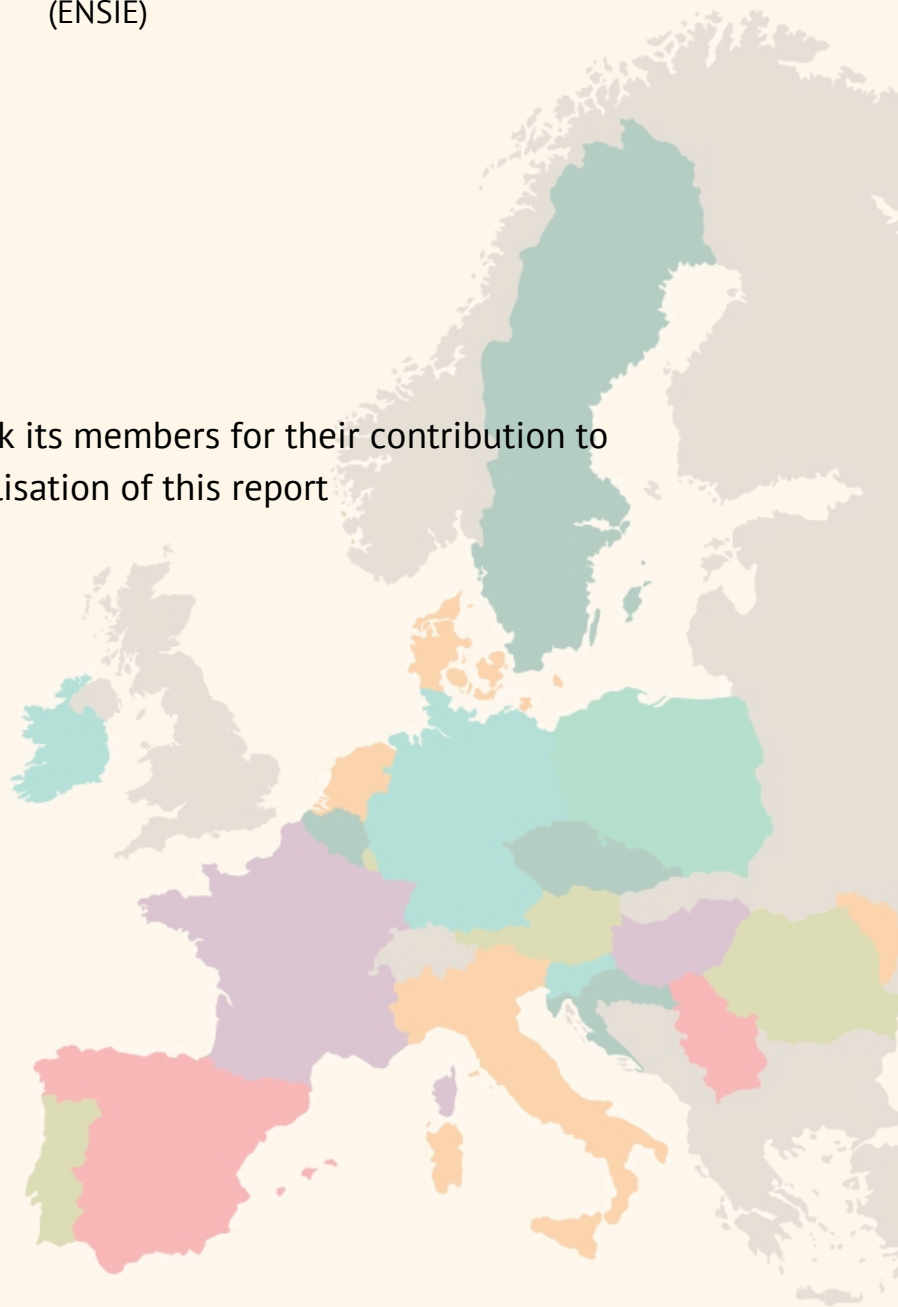 (ENSIE)
k its members for their contribution to
lisation of this report